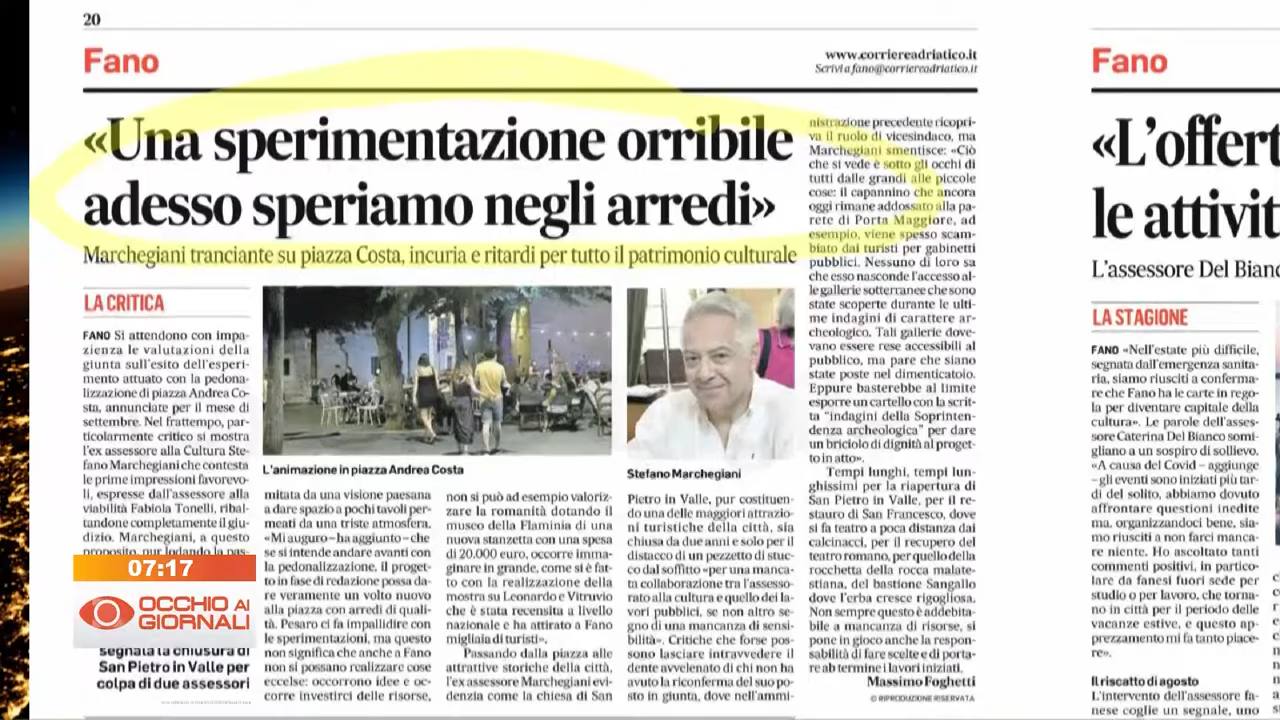 20
Fano
www.corriereadriatico.it
Scrivi a fano@corriereadriatico.it
«Una sperimentazione orribile
adesso speriamo negli arredi»
Marchegiani tranciante su piazza Costa, incuria e ritardi per tutto il patrimonio culturale
LA CRITICA
FANO Si attendono con impa-
zienza le valutazioni della
giunta sull'esito dell'esperi-
mento attuato con la pedona-
lizzazione di piazza Andrea Co-
sta, annunciate per il mese di
settembre. Nel frattempo, par-
ticolarmente critico si mostra
l'ex assessore alla Cultura Ste-
fano Marchegiani che contesta
le prime impressioni favorevo-
li, espresse dall'assessore alla
viabilità Fabiola Tonelli, ribal-
tandone completamente il giu-
dizio. Marchegiani, a questo
proposito, pur lodando la pas-
07:17
OCCHIO AI
GIORNALI
segnala la chiusura di
San Pietro in Valle per
colpa di due assessori
L'animazione in piazza Andrea Costa
mitata da una visione paesana
a dare spazio a pochi tavoli per-
meati da una triste atmosfera.
«Mi auguro – ha aggiunto – che
se si intende andare avanti con
la pedonalizzazione, il proget-
to in fase di redazione possa da-
re veramente un volto nuovo
alla piazza con arredi di quali-
tà. Pesaro ci fa impallidire con
le sperimentazioni, ma questo
non significa che anche a Fano
non si possano realizzare cose
eccelse: occorrono idee e oc-
corre investirci delle risorse,
non si può ad esempio valoriz-
zare la romanità dotando il
museo della Flaminia di una
nuova stanzetta con una spesa
di 20.000 euro, occorre imma-
ginare in grande, come si è fat-
to con la realizzazione della
mostra su Leonardo e Vitruvio
che è stata recensita a livello
nazionale e ha attirato a Fano
migliaia di turisti».
Passando dalla piazza alle
attrattive storiche della città,
l'ex assessore Marchegiani evi-
denzia come la chiesa di San
Stefano Marchegiani
Pietro in Valle, pur costituen-
do una delle maggiori attrazio-
ni turistiche della città, sia
chiusa da due anni e solo per il
distacco di un pezzetto di stuc-
co dal soffitto «per una manca-
ta collaborazione tra l'assesso-
rato alla cultura e quello dei la-
vori pubblici, se non altro se-
gno di una mancanza di sensi-
bilità». Critiche che forse pos-
sono lasciare intravvedere il
dente avvelenato di chi non ha
avuto la riconferma del suo po-
sto in giunta, dove nell'ammi-
nistrazione precedente ricopri-
va il ruolo di vicesindaco, ma
Marchegiani smentisce: «Ciò
che si vede è sotto gli occhi di
tutti dalle grandi alle piccole
cose: il capannino che ancora
oggi rimane addossato alla pa-
rete di Porta Maggiore, ad
esempio, viene spesso scam-
biato dai turisti per gabinetti
pubblici. Nessuno di loro sa
che esso nasconde l'accesso al-
le gallerie sotterranee che sono
state scoperte durante le ulti-
me indagini di carattere ar-
cheologico. Tali gallerie dove-
vano essere rese accessibili al
pubblico, ma pare che siano
state poste nel dimenticatoio.
Eppure basterebbe al limite
esporre un cartello con la scrit-
ta "indagini della Soprinten-
denza archeologica" per dare
un briciolo di dignità al proget-
to in atto».
Tempi lunghi, tempi lun-
ghissimi per la riapertura di
San Pietro in Valle, per il re-
stauro di San Francesco, dove
si fa teatro a poca distanza dai
calcinacci, per il recupero del
teatro romano, per quello della
rocchetta della rocca malate-
stiana, del bastione Sangallo
dove l'erba cresce rigogliosa.
Non sempre questo è addebita-
bile a mancanza di risorse, si
pone in gioco anche la respon-
sabilità di fare scelte e di porta-
re ab termine i lavori iniziati.
Massimo Foghetti
© RIPRODUZIONE RISERVATA
Fano
«L'offert
le attivit
L'assessore Del Bianc
LA STAGIONE
FANO «Nell'estate più difficile,
segnata dall'emergenza sanita-
ria, siamo riusciti a conferma-
re che Fano ha le carte in rego-
la per diventare capitale della
cultura». Le parole dell'asses-
sore Caterina Del Bianco somi-
gliano a un sospiro di sollievo.
«A causa del Covid – aggiunge
– gli eventi sono iniziati più tar-
di del solito, abbiamo dovuto
affrontare questioni inedite
ma, organizzandoci bene, sia-
mo riusciti a non farci manca-
re niente. Ho ascoltato tanti
commenti positivi, in partico-
lare da fanesi fuori sede per
studio o per lavoro, che torna-
no in città per il periodo delle
vacanze estive, e questo ap-
prezzamento mi fa tanto piace-
re».
Il riscatto di agosto
L'intervento dell'assessore fa-
nese coglie un segnale, uno